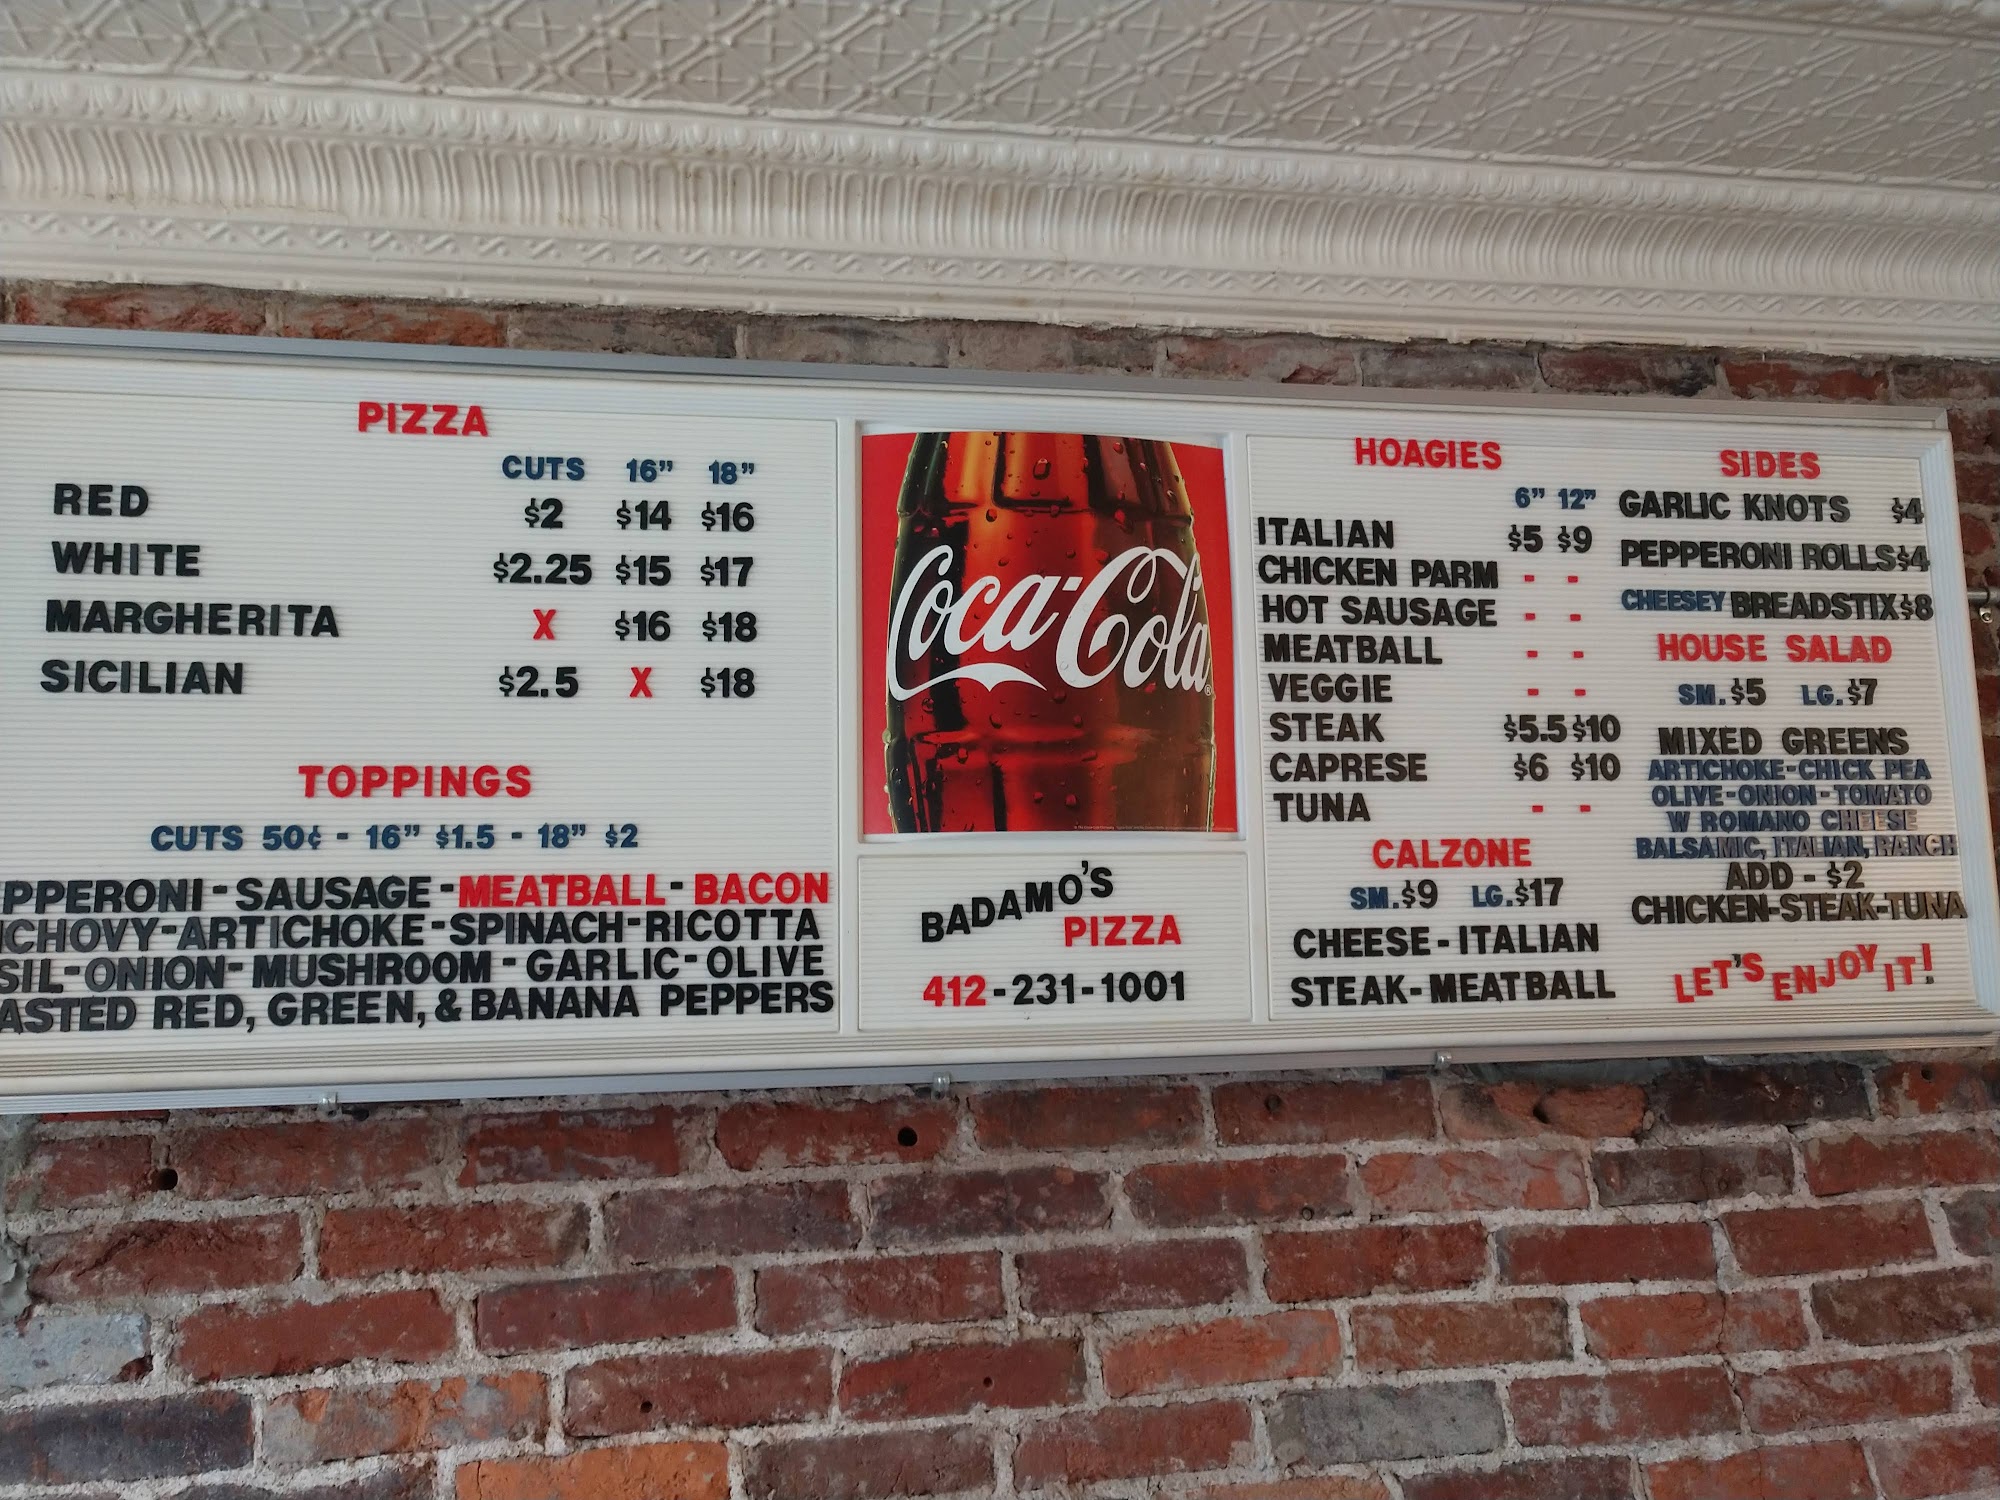 PIZZA
CUTS 16" 18"
RED $2 $14 $16
WHITE $2.25 $15 $17
MARGHERITA X $16 $18
SICILIAN $2.5 X $18
TOPPINGS
CUTS 50¢ - 16" $1.5 - 18" $2
PPPERONI - SAUSAGE - MEATBALL - BACON
CHOVY - ARTICHOKE - SPINACH - RICOTTA
SIL - ONION - MUSHROOM - GARLIC - OLIVE
ASTED RED, GREEN, & BANANA PEPPERS
Coca-Cola
BADAMO'S
PIZZA
412-231-1001
HOAGIES
6" 12"
ITALIAN $5 $9
CHICKEN PARM - -
HOT SAUSAGE - -
MEATBALL - -
VEGGIE - -
STEAK $5.5 $10
CAPRESE $6 $10
TUNA - -
CALZONE
SM. $9 LG. $17
CHEESE - ITALIAN
STEAK - MEATBALL
SIDES
GARLIC KNOTS $4
PEPPERONI ROLLS $4
CHEESEY BREADSTIX $8
HOUSE SALAD
SM. $5 LG. $7
MIXED GREENS
ARTICHOKE - CHICK PEA
OLIVE - ONION - TOMATO
W ROMANO CHEESE
BALSAMIC, ITALIAN, RANCH
ADD - $2
CHICKEN-STEAK-TUNA
LET'S ENJOY IT!